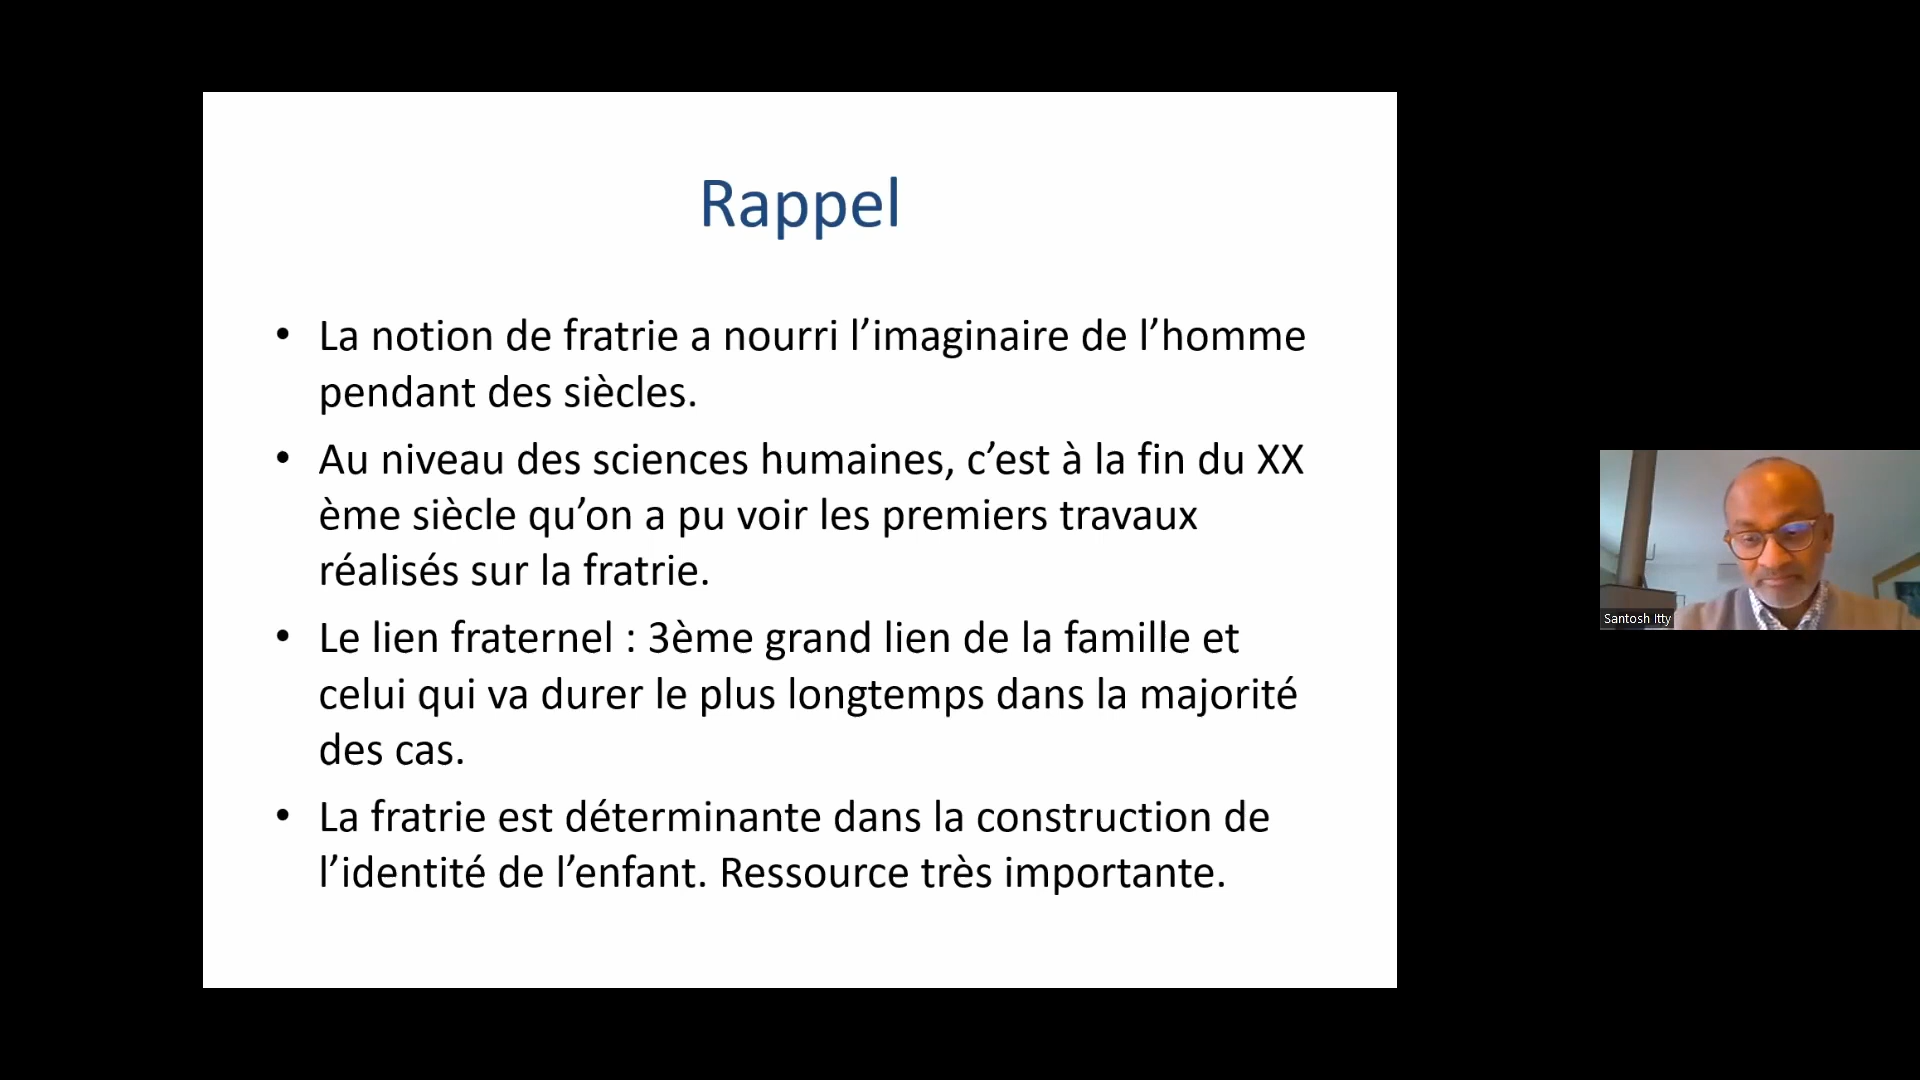 Rappel
• La notion de fratrie a nourri l’imaginaire de l’homme
pendant des siècles.
• Au niveau des sciences humaines, c’est à la fin du XX
ème siècle qu’on a pu voir les premiers travaux
réalisés sur la fratrie.
• Le lien fraternel : 3ème grand lien de la famille et
celui qui va durer le plus longtemps dans la majorité
des cas.
• La fratrie est déterminante dans la construction de
l’identité de l’enfant. Ressource très importante.
Santosh Itty